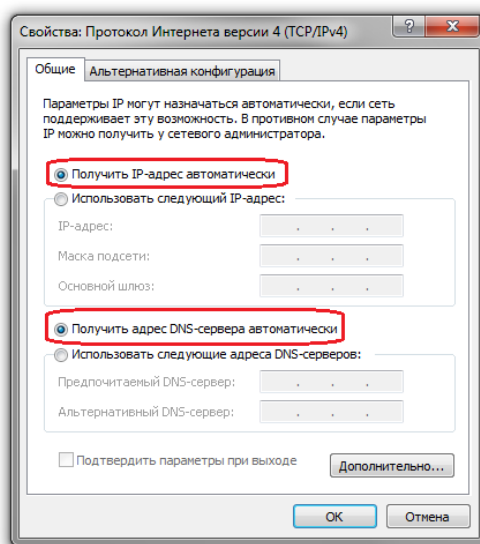 Свойства: Протокол Интернета версии 4 (TCP/IPv4)
Общие Альтернативная конфигурация
Параметры IP могут назначаться автоматически, если сеть
поддерживает эту возможность. В противном случае параметры
IP можно получить у сетевого администратора.
Получить IP-адрес автоматически
Использовать следующий IP-адрес:
IP-адрес:
Маска подсети:
Основной шлюз:
Получить адрес DNS-сервера автоматически
Использовать следующие адреса DNS-серверов:
Предпочитаемый DNS-сервер:
Альтернативный DNS-сервер:
Подтвердить параметры при выходе
Дополнительно...
ОК Отмена